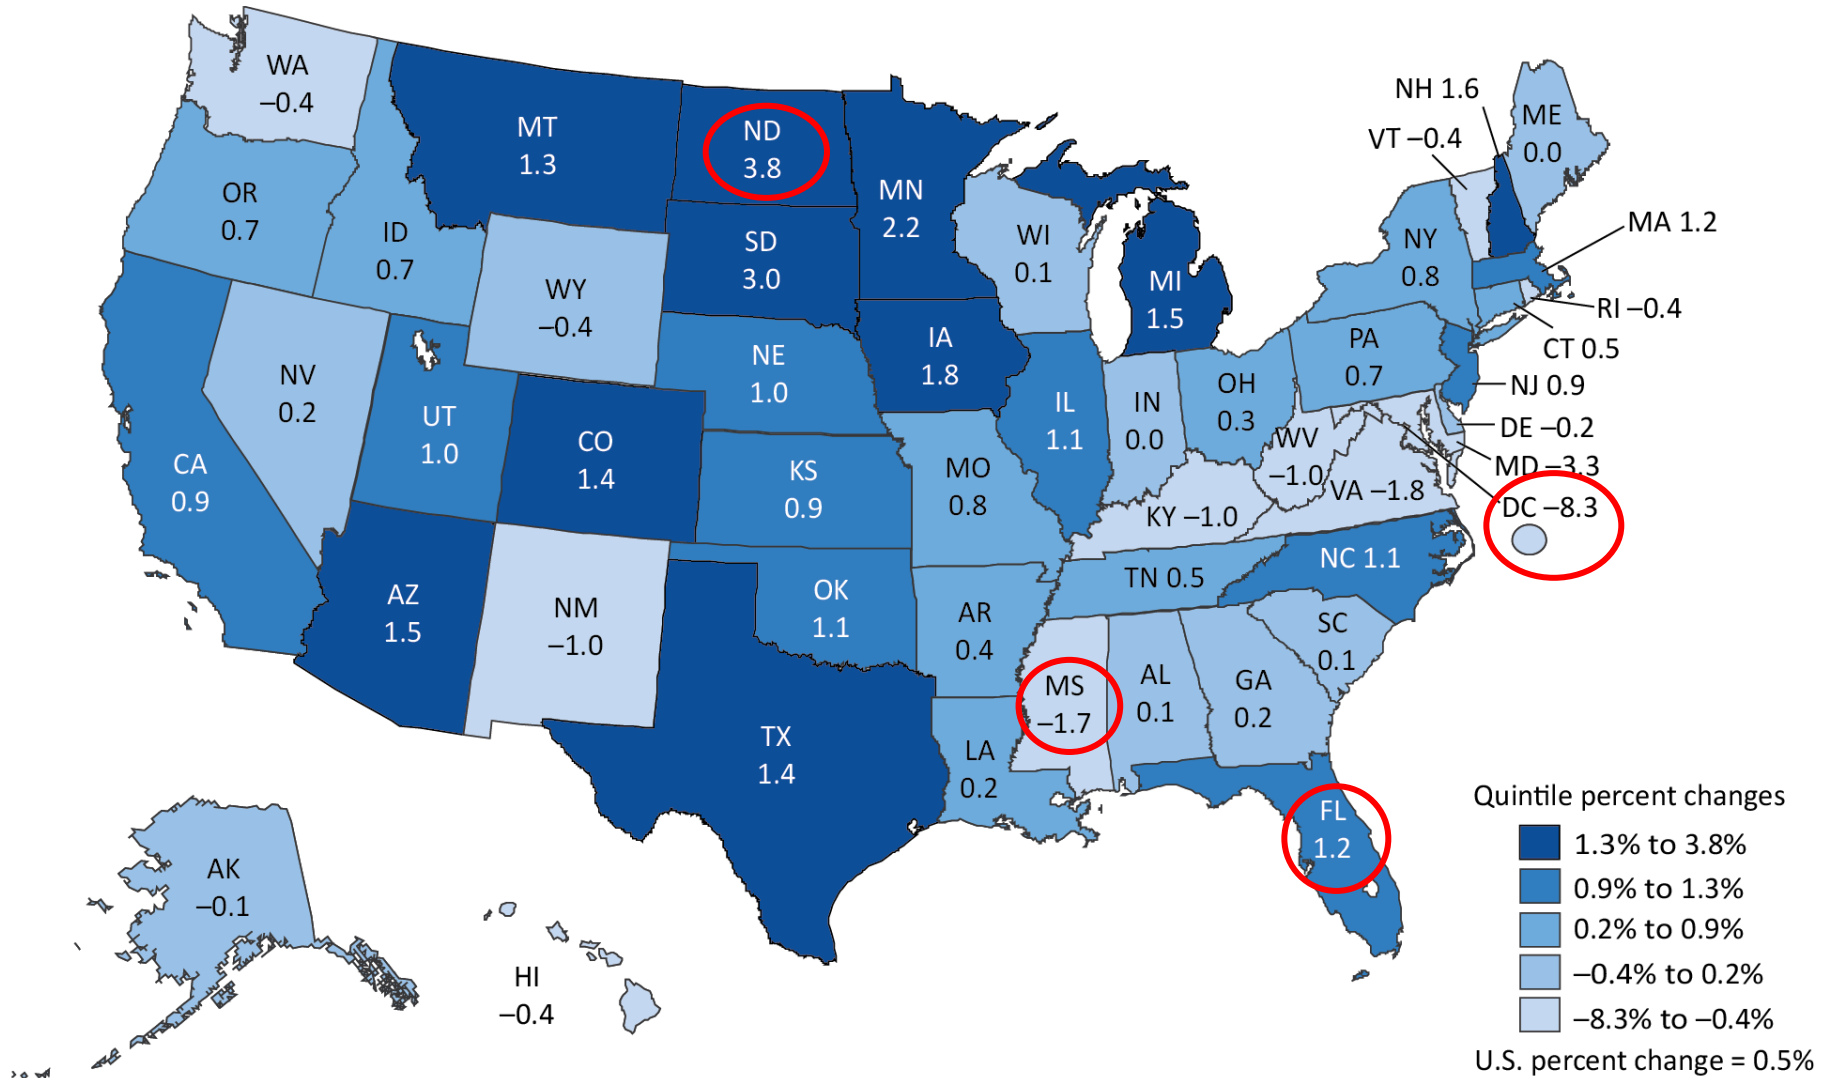 WA
–0.4
MT
1.3
ND
3.8
MN
2.2
NH 1.6
VT –0.4
ME
0.0
OR
0.7
ID
0.7
SD
3.0
WI
0.1
MI
1.5
NY
0.8
MA 1.2
RI –0.4
CT 0.5
WY
–0.4
IA
1.8
PA
0.7
NJ 0.9
NE
1.0
NV
0.2
UT
1.0
CO
1.4
IL
1.1
IN
0.0
OH
0.3
WV
–1.0
DE –0.2
MD –3.3
DC –8.3
CA
0.9
KS
0.9
MO
0.8
KY –1.0
VA –1.8
NC 1.1
TN 0.5
AZ
1.5
NM
–1.0
OK
1.1
AR
0.4
SC
0.1
MS
–1.7
AL
0.1
GA
0.2
TX
1.4
LA
0.2
FL
1.2
AK
–0.1
HI
–0.4
Quintile percent changes
1.3% to 3.8%
0.9% to 1.3%
0.2% to 0.9%
–0.4% to 0.2%
–8.3% to –0.4%
U.S. percent change = 0.5%